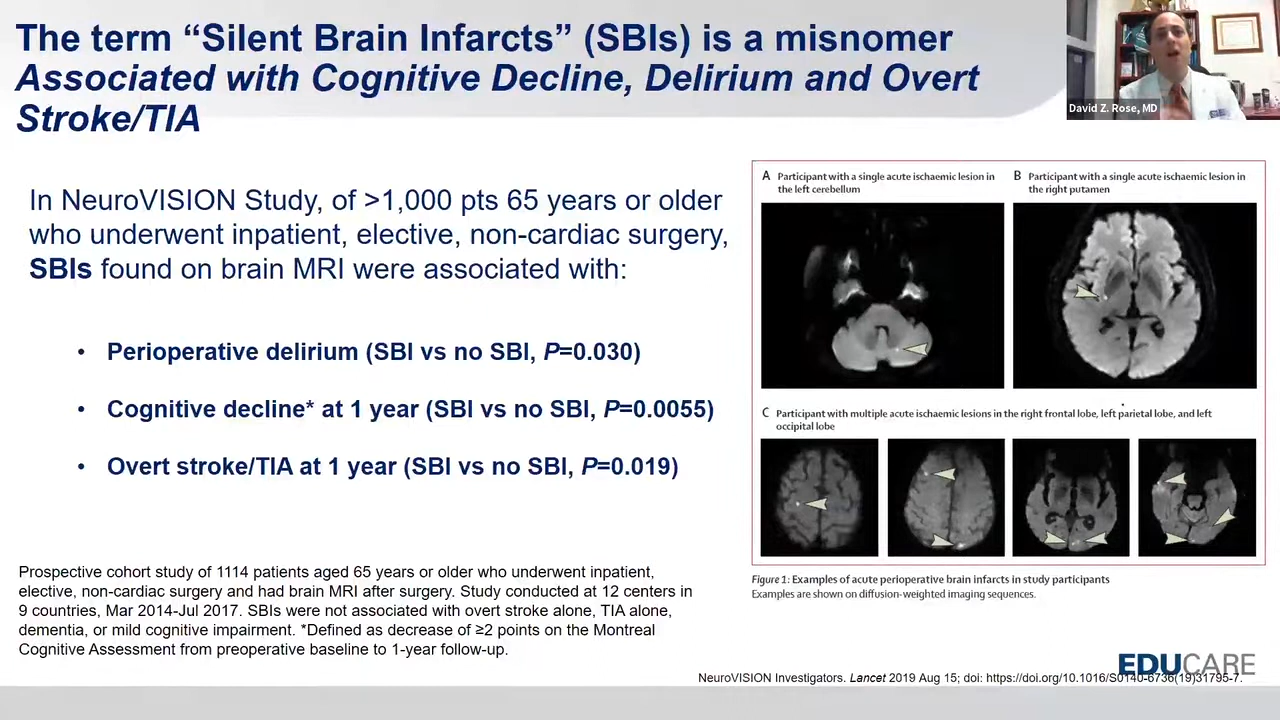 The term “Silent Brain Infarcts” (SBIs) is a misnomer
Associated with Cognitive Decline, Delirium and Overt
Stroke/TIA
David Z. Rose, MD
In NeuroVISION Study, of >1,000 pts 65 years or older
who underwent inpatient, elective, non-cardiac surgery,
SBIs found on brain MRI were associated with:
• Perioperative delirium (SBI vs no SBI, P=0.030)
• Cognitive decline* at 1 year (SBI vs no SBI, P=0.0055)
• Overt stroke/TIA at 1 year (SBI vs no SBI, P=0.019)
Prospective cohort study of 1114 patients aged 65 years or older who underwent inpatient,
elective, non-cardiac surgery and had brain MRI after surgery. Study conducted at 12 centers in
9 countries, Mar 2014-Jul 2017. SBIs were not associated with overt stroke alone, TIA alone,
dementia, or mild cognitive impairment. *Defined as decrease of ≥2 points on the Montreal
Cognitive Assessment from preoperative baseline to 1-year follow-up.
A Participant with a single acute ischaemic lesion in
the left cerebellum
B Participant with a single acute ischaemic lesion in
the right putamen
C Participant with multiple acute ischaemic lesions in the right frontal lobe, left parietal lobe, and left
occipital lobe
Figure 1: Examples of acute perioperative brain infarcts in study participants
Examples are shown on diffusion-weighted imaging sequences.
EDUCARE
NeuroVISION Investigators. Lancet 2019 Aug 15; doi: https://doi.org/10.1016/S0140-6736(19)31795-7.